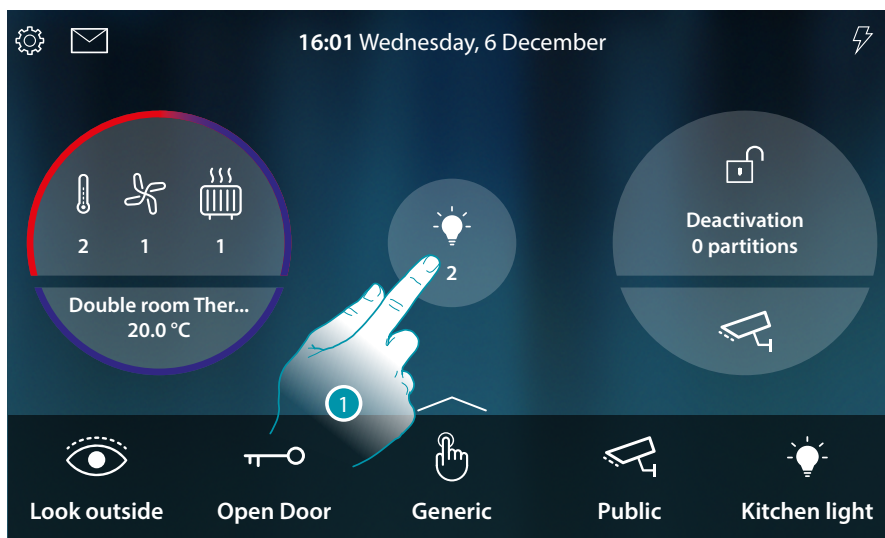 16:01 Wednesday, 6 December
2 1 1
Double room Ther...
20.0 °C
2
Deactivation
0 partitions
1
Look outside
Open Door
Generic
Public
Kitchen light